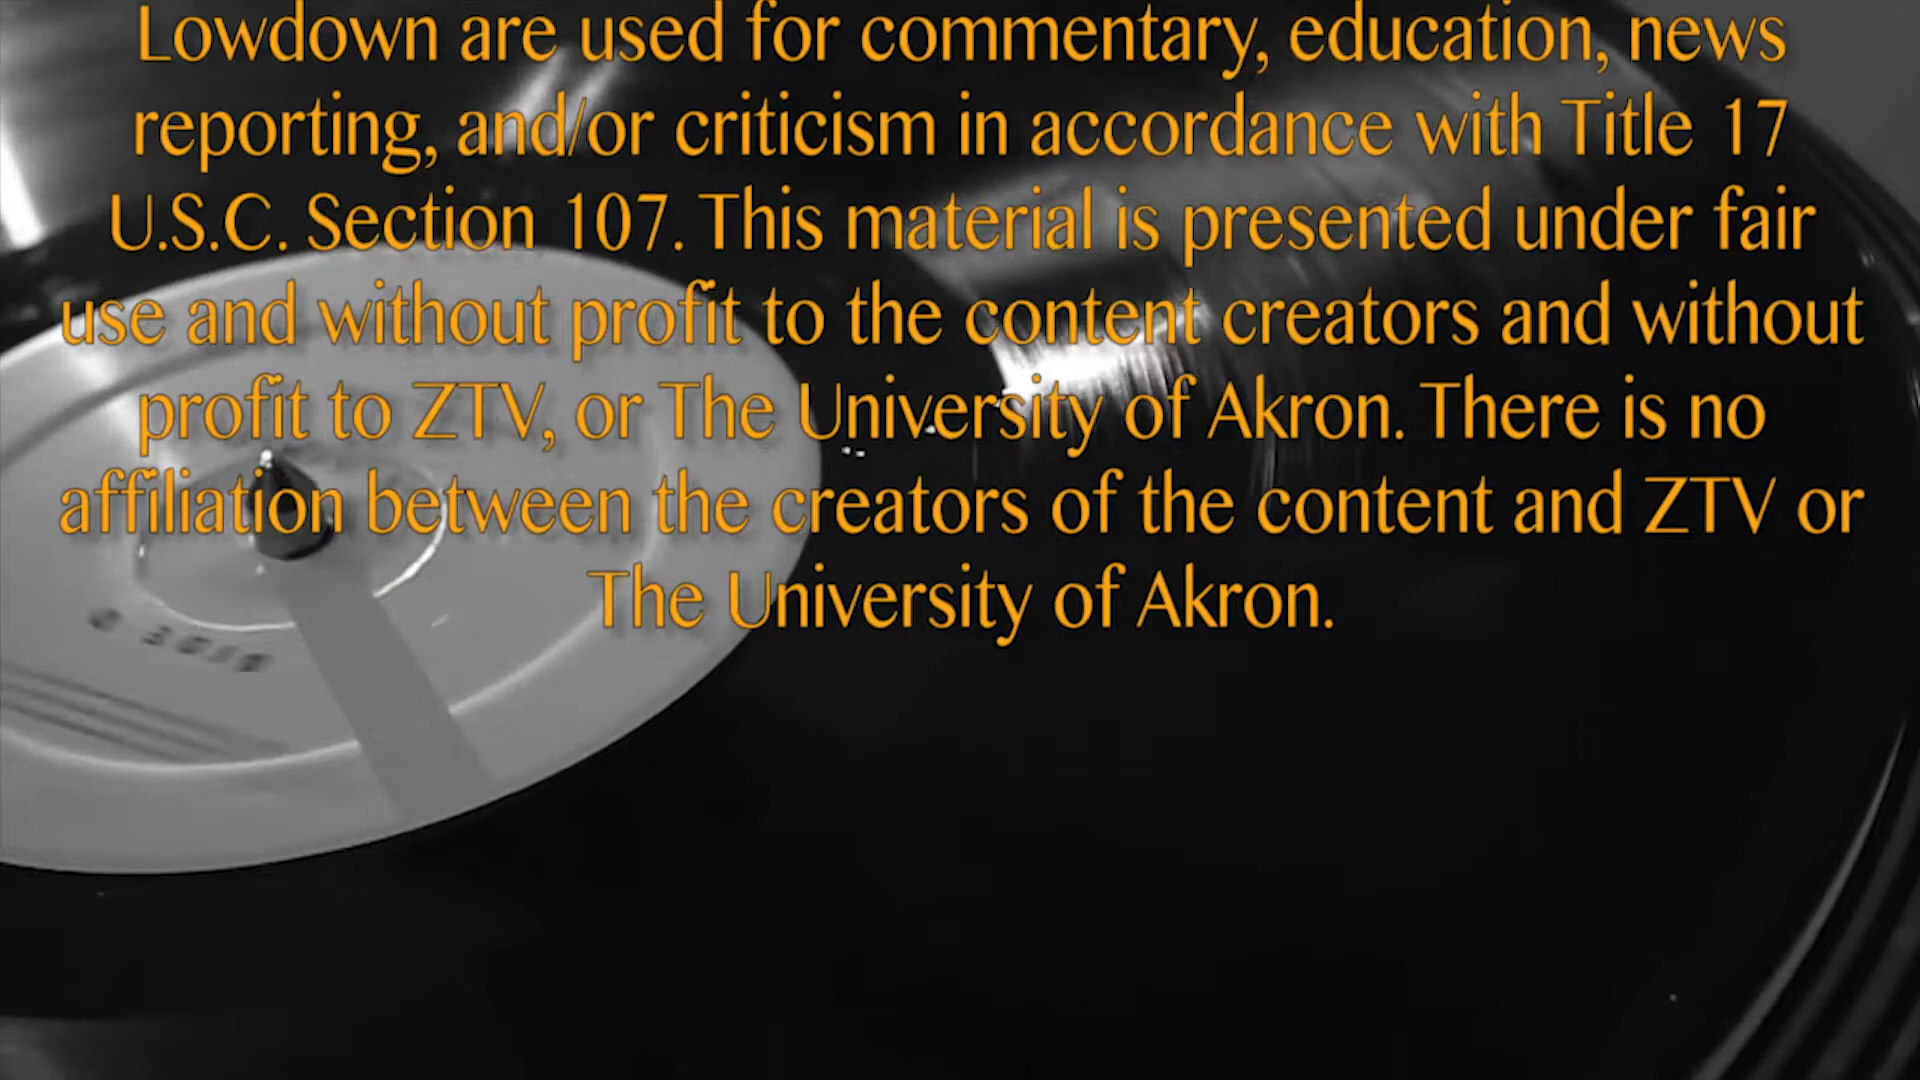 Lowdown are used for commentary, education, news
reporting, and/or criticism in accordance with Title 17
U.S.C. Section 107. This material is presented under fair
use and without profit to the content creators and without
profit to ZTV, or The University of Akron. There is no
affiliation between the creators of the content and ZTV or
The University of Akron.